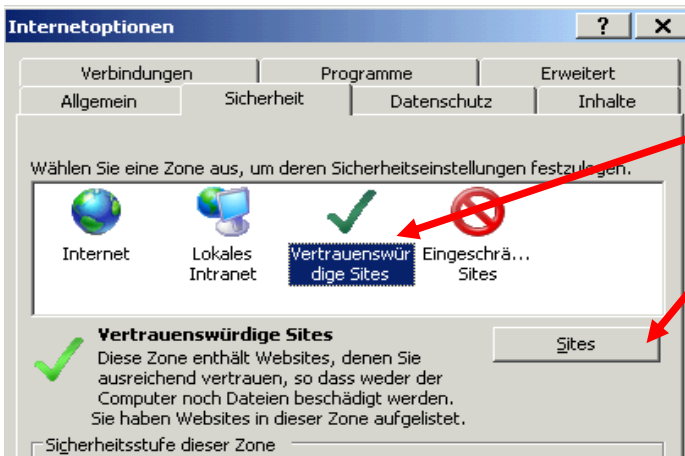 Internetoptionen ? X
Verbindungen Programme Erweitert
Allgemein Sicherheit Datenschutz Inhalte
Wählen Sie eine Zone aus, um deren Sicherheitseinstellungen festzulegen.
Internet
Lokales
Intranet
Vertrauenswür
dige Sites
Eingeschrä...
Sites
Vertrauenswürdige Sites
Diese Zone enthält Websites, denen Sie
ausreichend vertrauen, so dass weder der
Computer noch Dateien beschädigt werden.
Sie haben Websites in dieser Zone aufgelistet.
Sites
Sicherheitsstufe dieser Zone